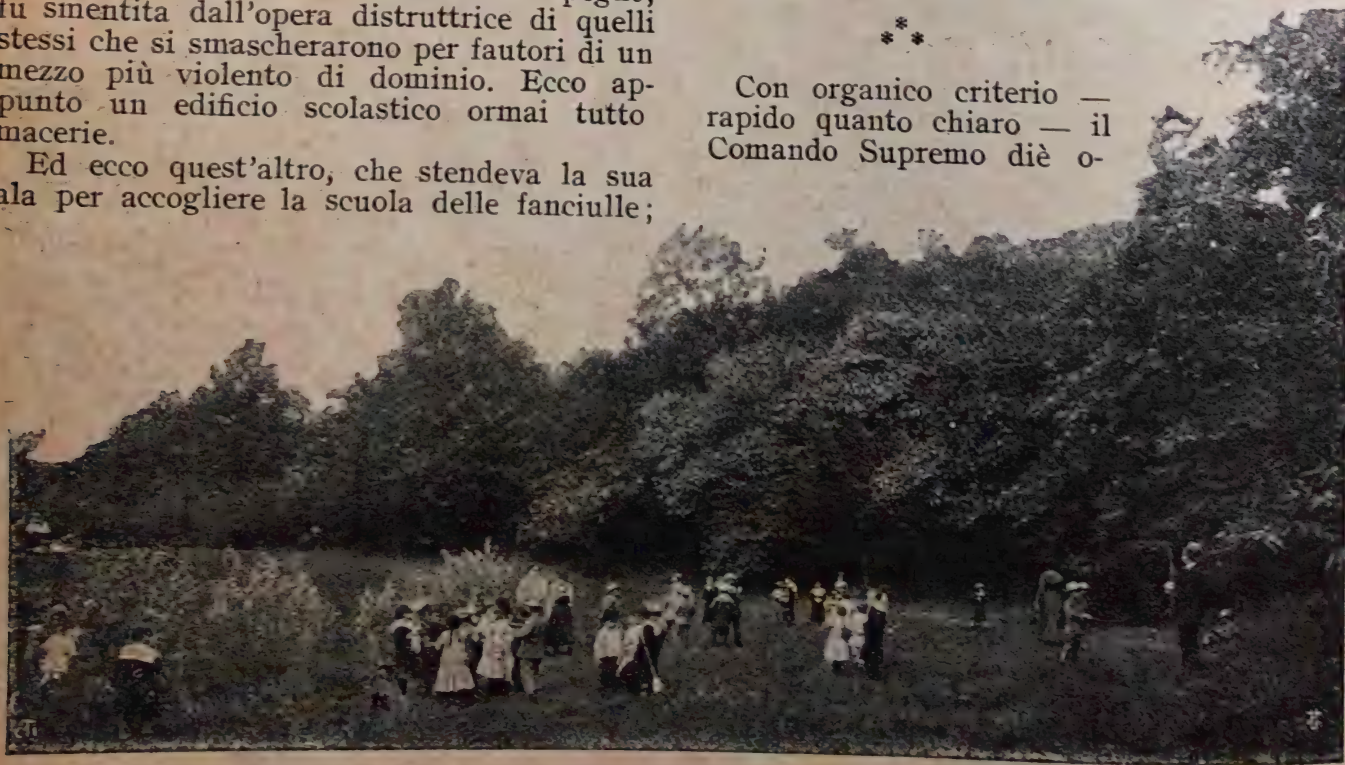 fu smentita dall'opera distruttrice di quelli
stessi che si smascherarono per fautori di un
mezzo più violento di dominio. Ecco ap-
punto un edificio scolastico ormai tutto
macerie.
Ed ecco quest'altro, che stendeva la sua
ala per accogliere la scuola delle fanciulle;
***
Con organico criterio —
rapido quanto chiaro — il
Comando Supremo diè o-